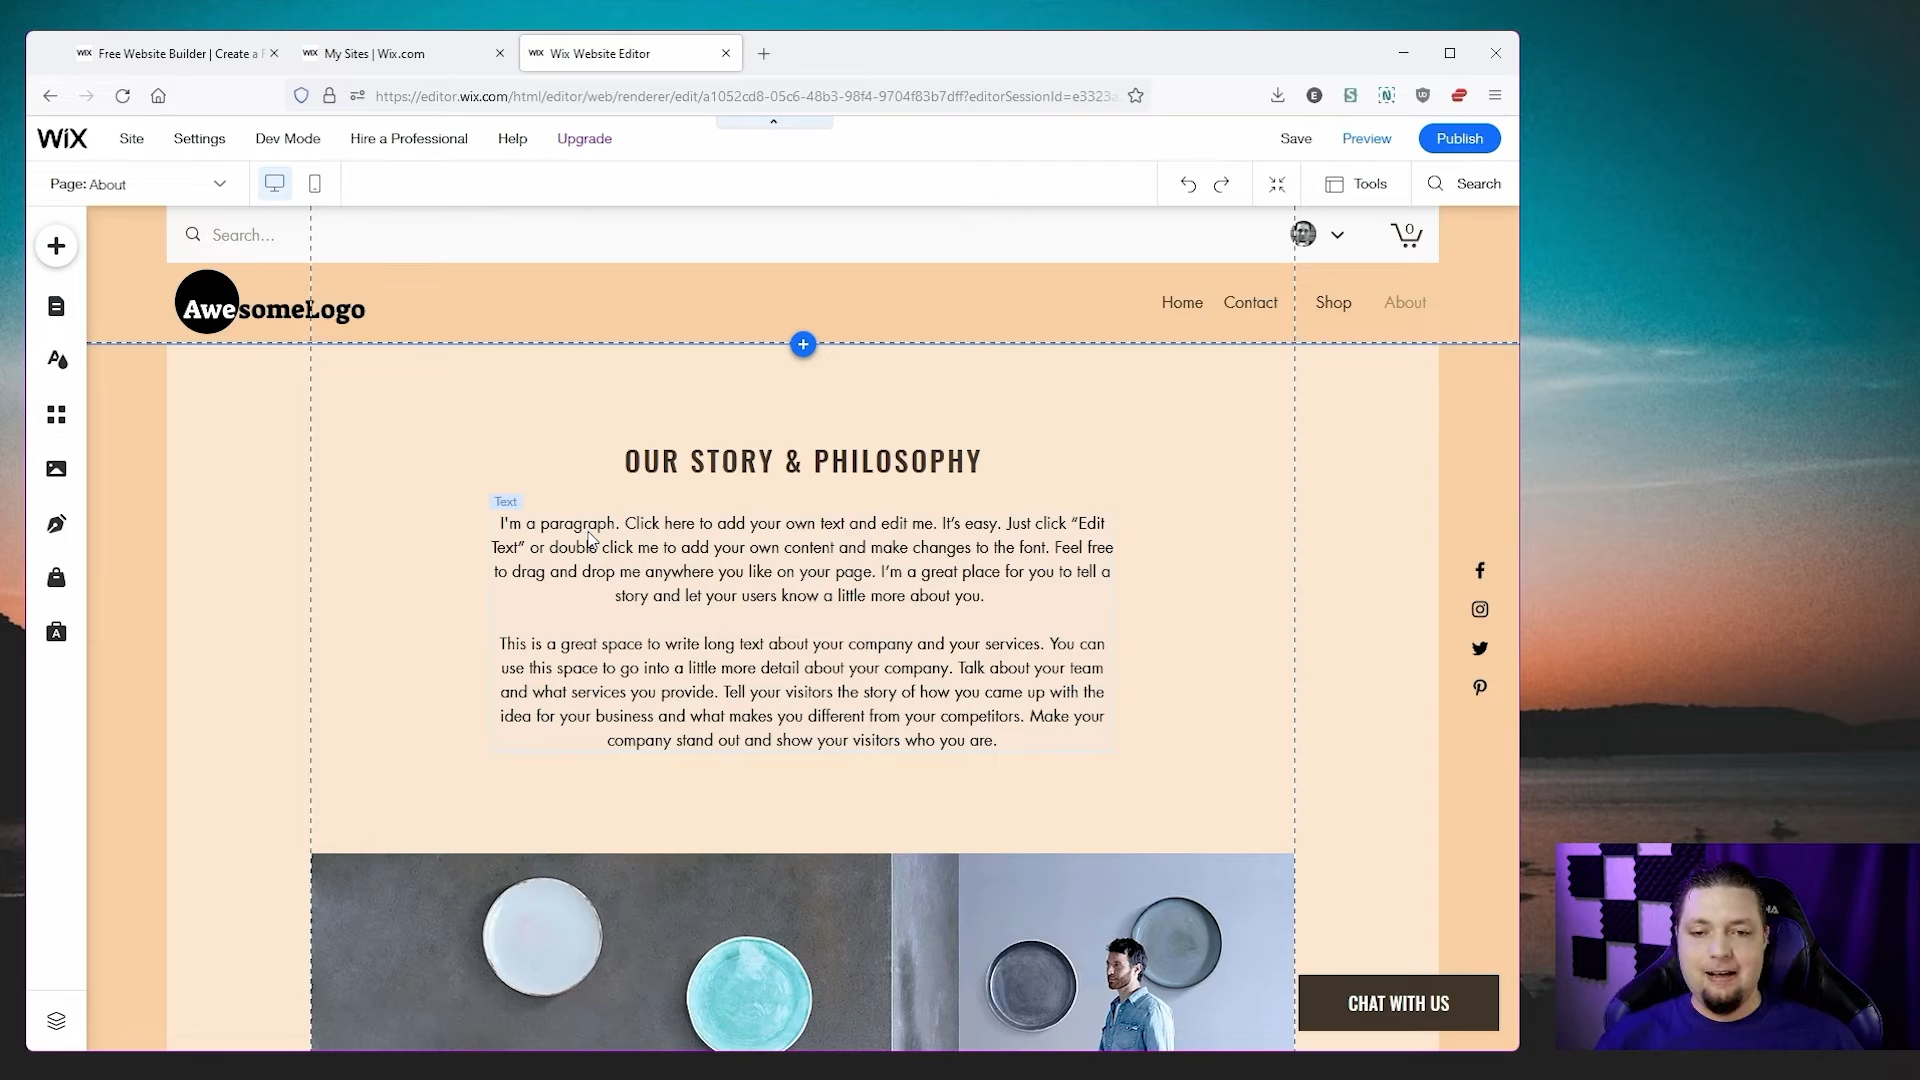 WIX Free Website Builder | Create a F
WIX My Sites | Wix.com
WIX Wix Website Editor
https://editor.wix.com/html/editor/web/renderer/edit/a1052cd8-05c6-48b3-98f4-9704f83b7dff?editorSessionId=e3323a
WIX Site Settings Dev Mode Hire a Professional Help Upgrade Save Preview Publish
Page: About Tools Search
Search... 0
AwesomeLogo Home Contact Shop About
OUR STORY & PHILOSOPHY
Text
I'm a paragraph. Click here to add your own text and edit me. It’s easy. Just click “Edit
Text” or double click me to add your own content and make changes to the font. Feel free
to drag and drop me anywhere you like on your page. I’m a great place for you to tell a
story and let your users know a little more about you.
This is a great space to write long text about your company and your services. You can
use this space to go into a little more detail about your company. Talk about your team
and what services you provide. Tell your visitors the story of how you came up with the
idea for your business and what makes you different from your competitors. Make your
company stand out and show your visitors who you are.
CHAT WITH US